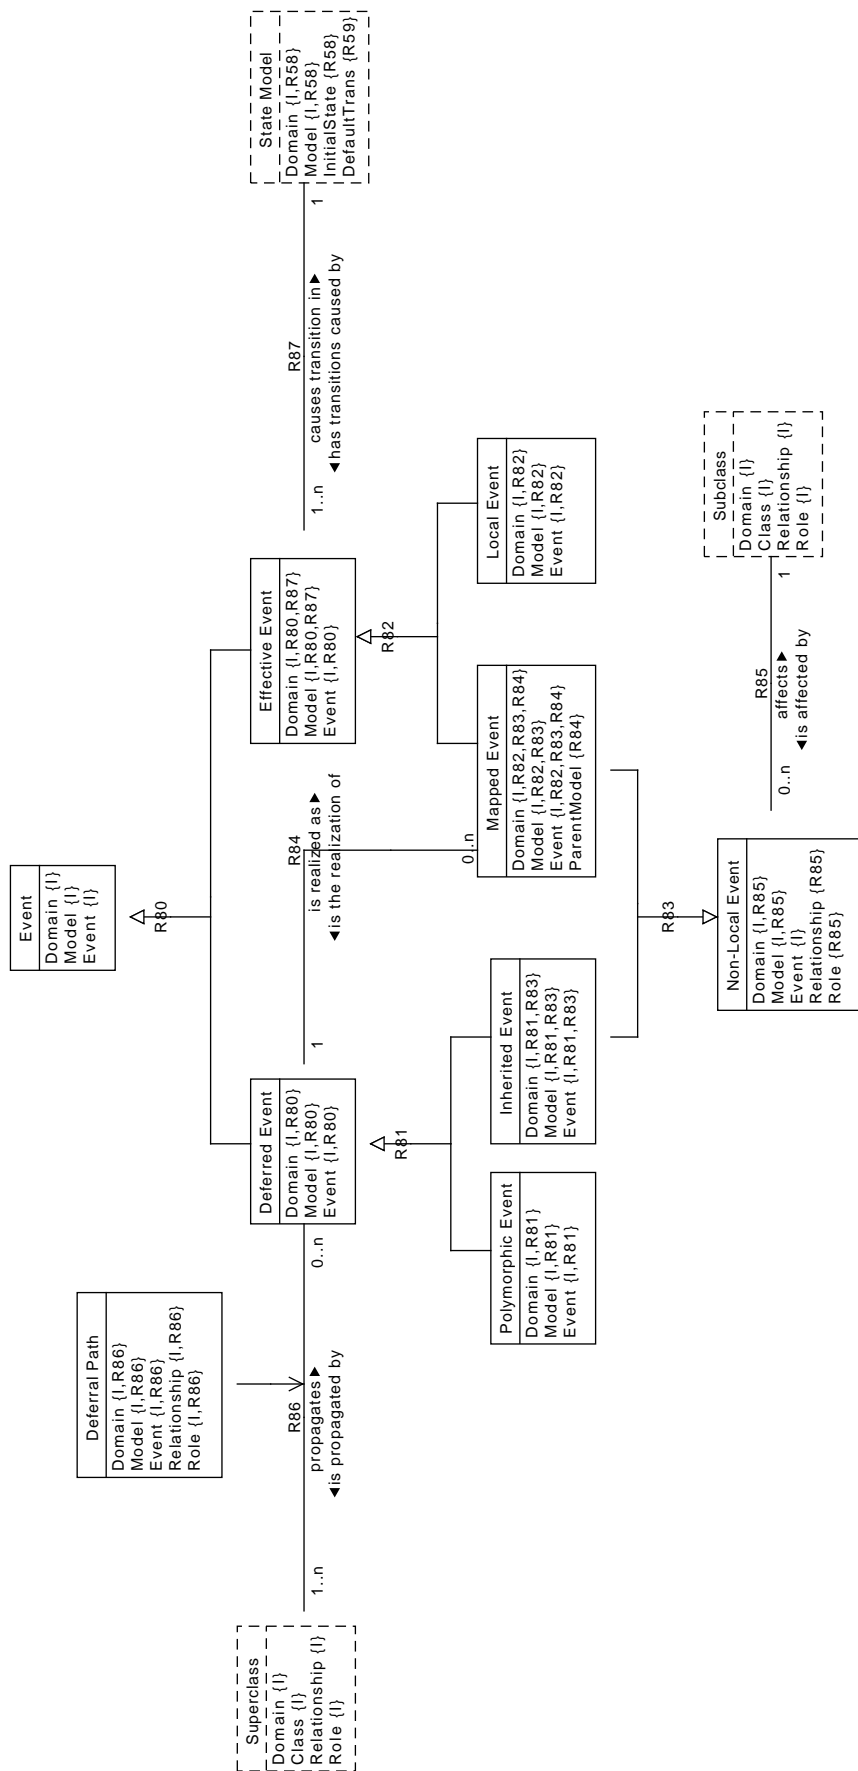 Event
Domain {I}
Model {I}
Event {I}
R80
Superclass
Domain {I}
Class {I}
Relationship {I}
Role {I}
1..n
R86
propagates ▶
◀ is propagated by
0..n
Deferral Path
Domain {I,R86}
Model {I,R86}
Event {I,R86}
Relationship {I,R86}
Role {I,R86}
Deferred Event
Domain {I,R80}
Model {I,R80}
Event {I,R80}
1
R84
is realized as ▶
◀ is the realization of
0..n
Effective Event
Domain {I,R80,R87}
Model {I,R80,R87}
Event {I,R80}
1..n
R87
causes transition in ▶
◀ has transitions caused by
1
State Model
Domain {I,R58}
Model {I,R58}
InitialState {R58}
DefaultTrans {R59}
R81
R82
Polymorphic Event
Domain {I,R81}
Model {I,R81}
Event {I,R81}
Inherited Event
Domain {I,R81,R83}
Model {I,R81,R83}
Event {I,R81,R83}
Mapped Event
Domain {I,R82,R83,R84}
Model {I,R82,R83}
Event {I,R82,R83,R84}
ParentModel {R84}
Local Event
Domain {I,R82}
Model {I,R82}
Event {I,R82}
R83
Non-Local Event
Domain {I,R85}
Model {I,R85}
Event {I}
Relationship {R85}
Role {R85}
0..n
R85
affects ▶
◀ is affected by
1
Subclass
Domain {I}
Class {I}
Relationship {I}
Role {I}